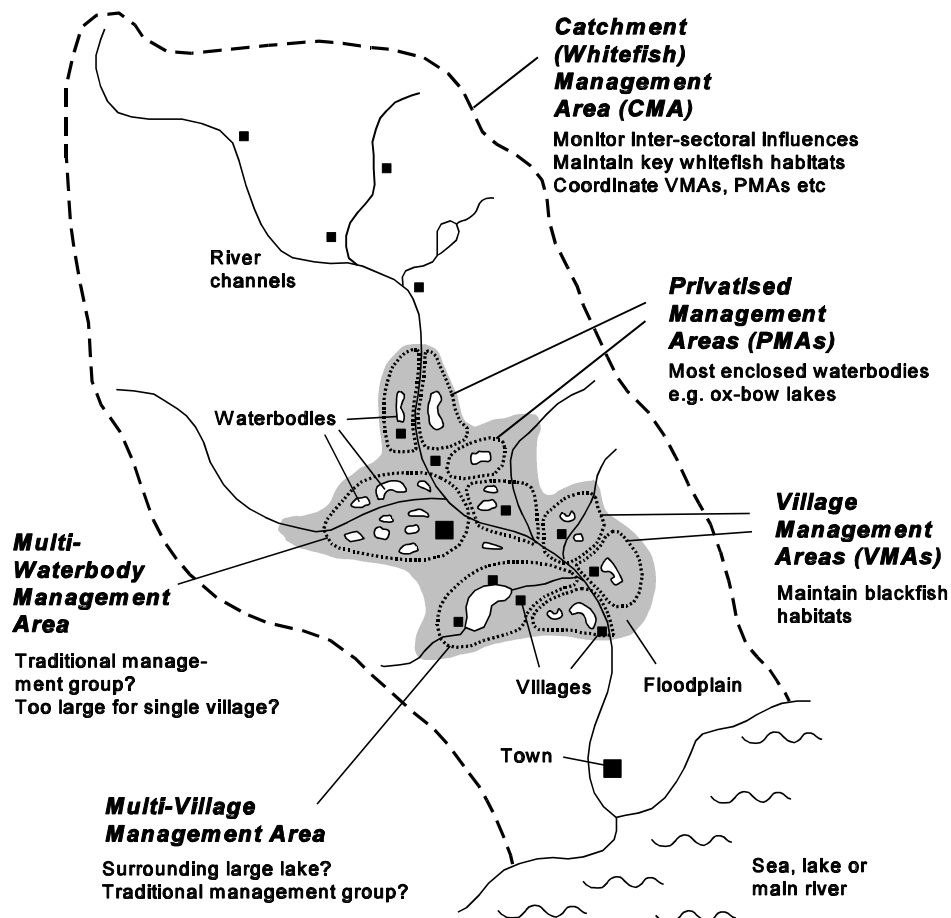 Catchment
(Whitefish)
Management
Area (CMA)
Monitor inter-sectoral influences
Maintain key whitefish habitats
Coordinate VMAs, PMAs etc
River
channels
Privatised
Management
Areas (PMAs)
Most enclosed waterbodies
e.g. ox-bow lakes
Waterbodies
Village
Management
Areas (VMAs)
Maintain blackfish
habitats
Multi-
Waterbody
Management
Area
Traditional manage-
ment group?
Too large for single village?
Villages
Floodplain
Town
Multi-Village
Management Area
Surrounding large lake?
Traditional management group?
Sea, lake or
main river